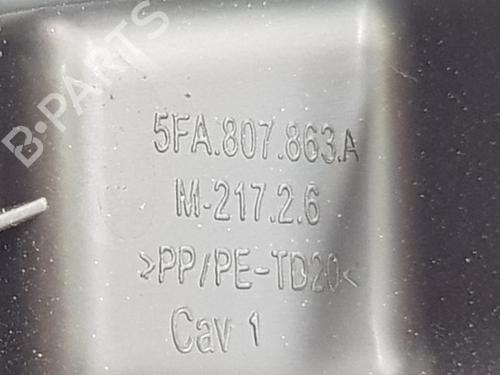 B-PARTS
5FA.807.863.A
M-217.2.6
>PP/PE-TD20<
Cav 1